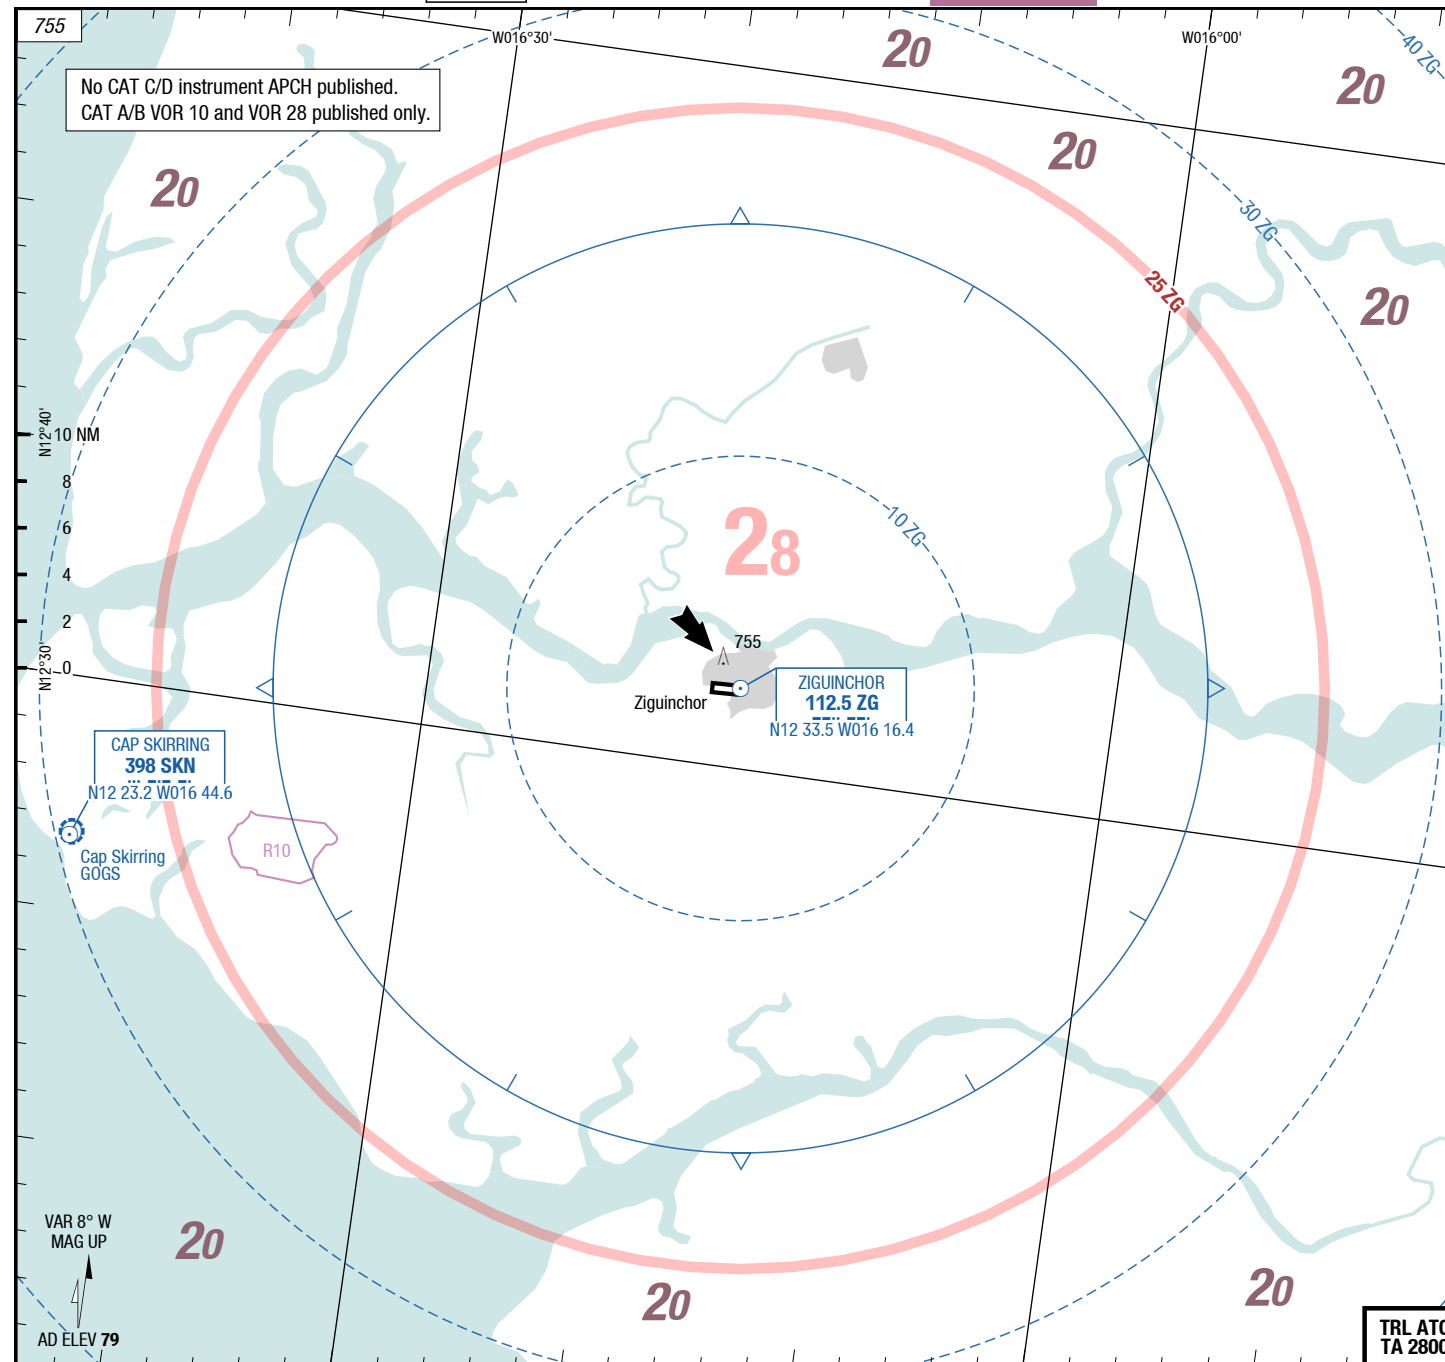 755
W016°30'
W016°00'
40 ZG
20
20
No CAT C/D instrument APCH published.
CAT A/B VOR 10 and VOR 28 published only.
20
20
30 ZG
25 ZG
20
N12°40'
10 NM
8
6
4
2
0
N12°30'
10 ZG
28
755
Ziguinchor
ZIGUINCHOR
112.5 ZG
N12 33.5 W016 16.4
CAP SKIRRING
398 SKN
N12 23.2 W016 44.6
Cap Skirring
GOGS
R10
VAR 8° W
MAG UP
AD ELEV 79
20
20
20
TRL
TA 2800